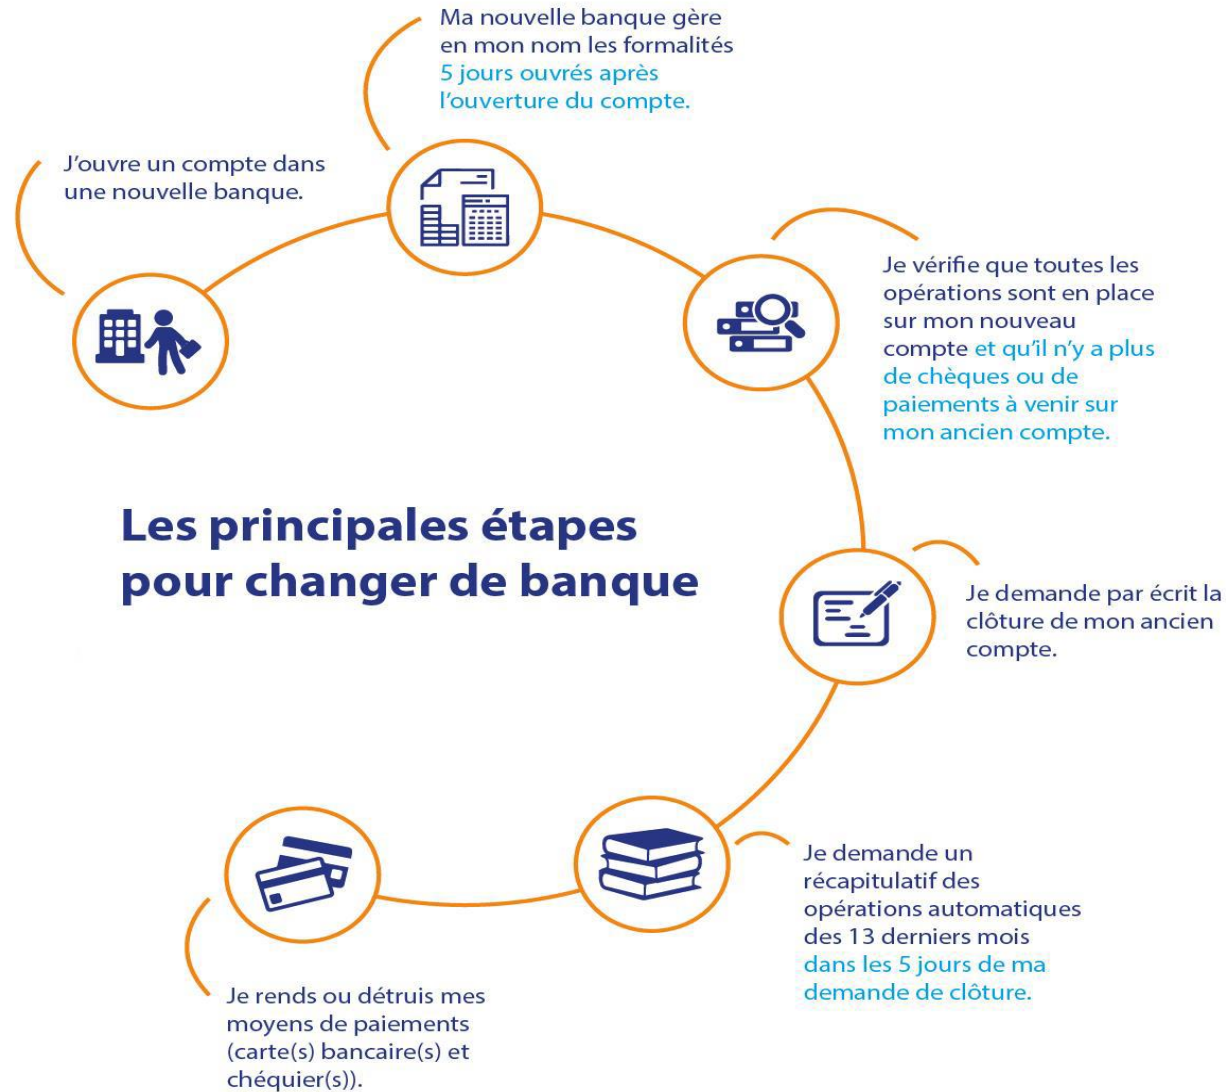 Ma nouvelle banque gère
en mon nom les formalités
5 jours ouvrés après
l’ouverture du compte.
J’ouvre un compte dans
une nouvelle banque.
Je vérifie que toutes les
opérations sont en place
sur mon nouveau
compte et qu’il n’y a plus
de chèques ou de
paiements à venir sur
mon ancien compte.
Les principales étapes
pour changer de banque
Je demande par écrit la
clôture de mon ancien
compte.
Je demande un
récapitulatif des
opérations automatiques
des 13 derniers mois
dans les 5 jours de ma
demande de clôture.
Je rends ou détruis mes
moyens de paiements
(carte(s) bancaire(s) et
chéquier(s)).